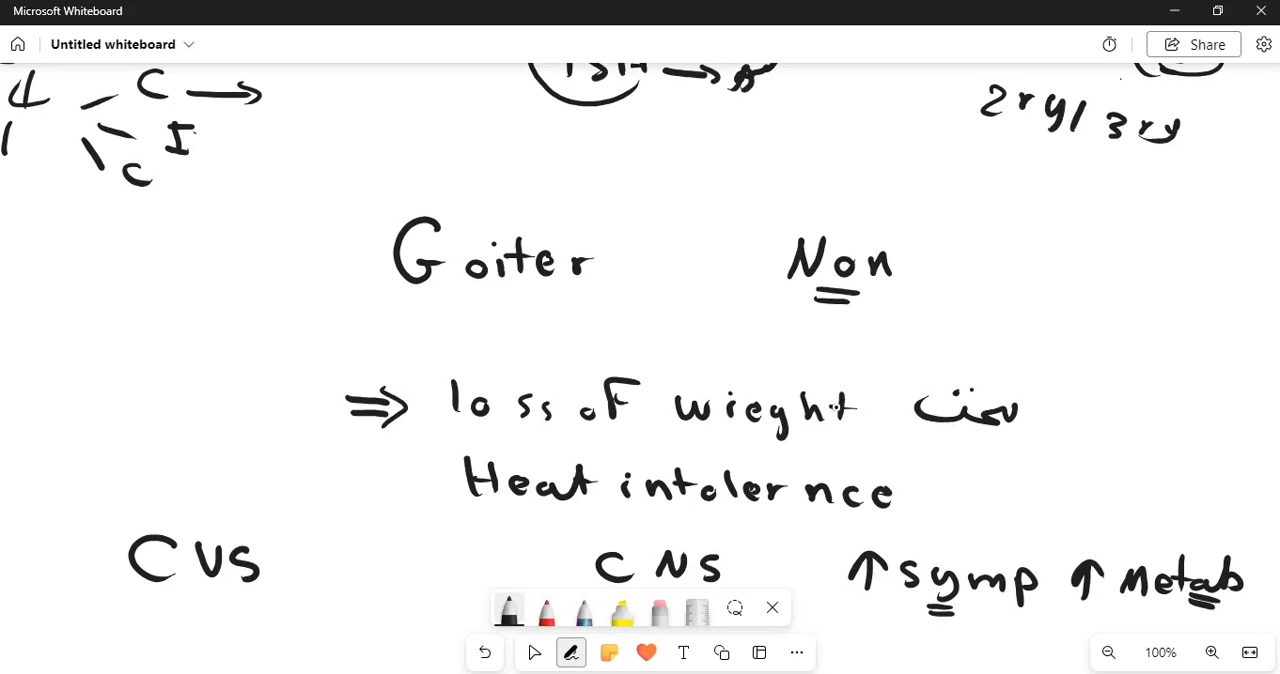 Microsoft Whiteboard
Untitled whiteboard
Share
C
I
C
2ry/3ry
Goiter
Non
⇒ loss of wieght
Heat intolernce
CVS
CNS
↑symp ↑Metab
T
100%